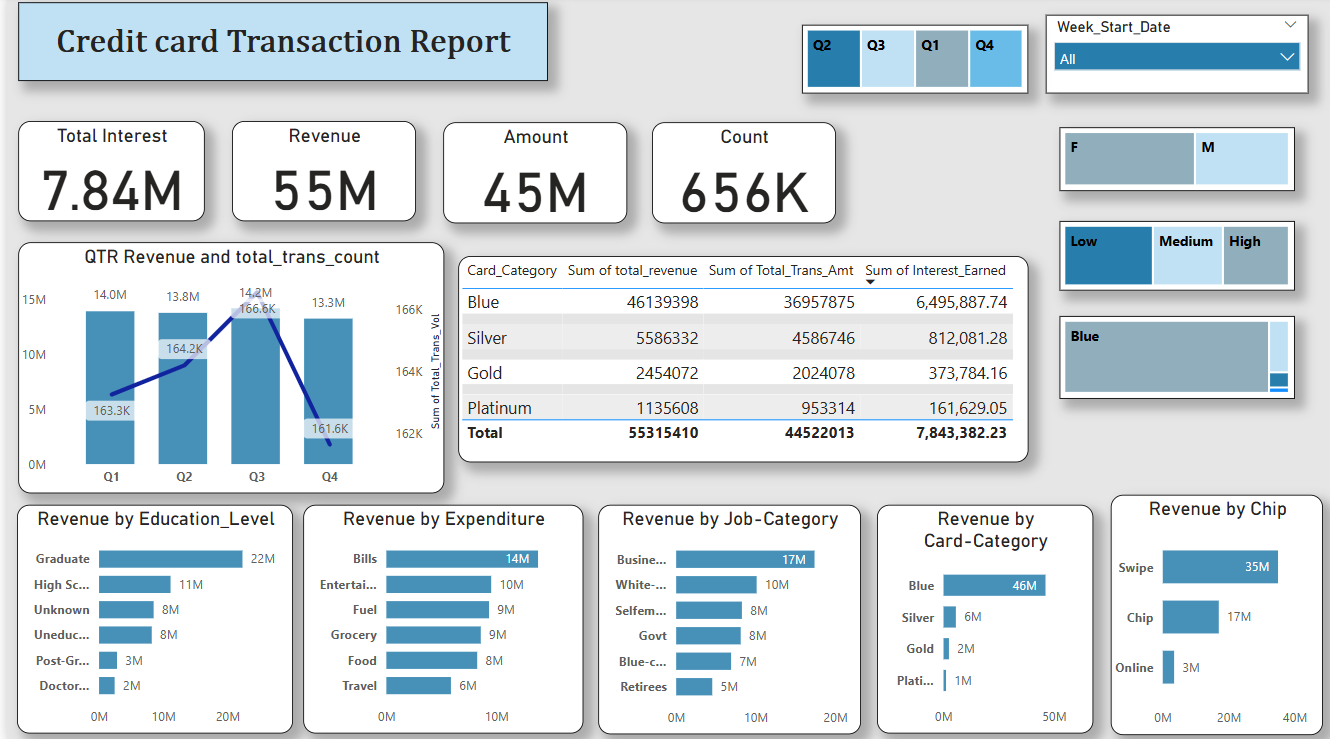 Credit card Transaction Report
Q2 Q3 Q1 Q4
Week_Start_Date
All
Total Interest
7.84M
Revenue
55M
Amount
45M
Count
656K
F M
Low Medium High
Blue
QTR Revenue and total_trans_count
15M
10M
5M
0M
14.0M 13.8M 14.2M 13.3M
163.3K 164.2K 166.6K 161.6K
166K
164K
162K
Sum of Total_Trans_Vol
Q1 Q2 Q3 Q4
Card_Category Sum of total_revenue Sum of Total_Trans_Amt Sum of Interest_Earned
Blue 46139398 36957875 6,495,887.74
Silver 5586332 4586746 812,081.28
Gold 2454072 2024078 373,784.16
Platinum 1135608 953314 161,629.05
Total 55315410 44522013 7,843,382.23
Revenue by Education_Level
Graduate 22M
High Sc... 11M
Unknown 8M
Uneduc... 8M
Post-Gr... 3M
Doctor... 2M
0M 10M 20M
Revenue by Expenditure
Bills 14M
Entertai... 10M
Fuel 9M
Grocery 9M
Food 8M
Travel 6M
0M 10M
Revenue by Job-Category
Busine... 17M
White-... 10M
Selfem... 8M
Govt 8M
Blue-c... 7M
Retirees 5M
0M 10M 20M
Revenue by
Card-Category
Blue 46M
Silver 6M
Gold 2M
Plati... 1M
0M 50M
Revenue by Chip
Swipe 35M
Chip 17M
Online 3M
0M 20M 40M